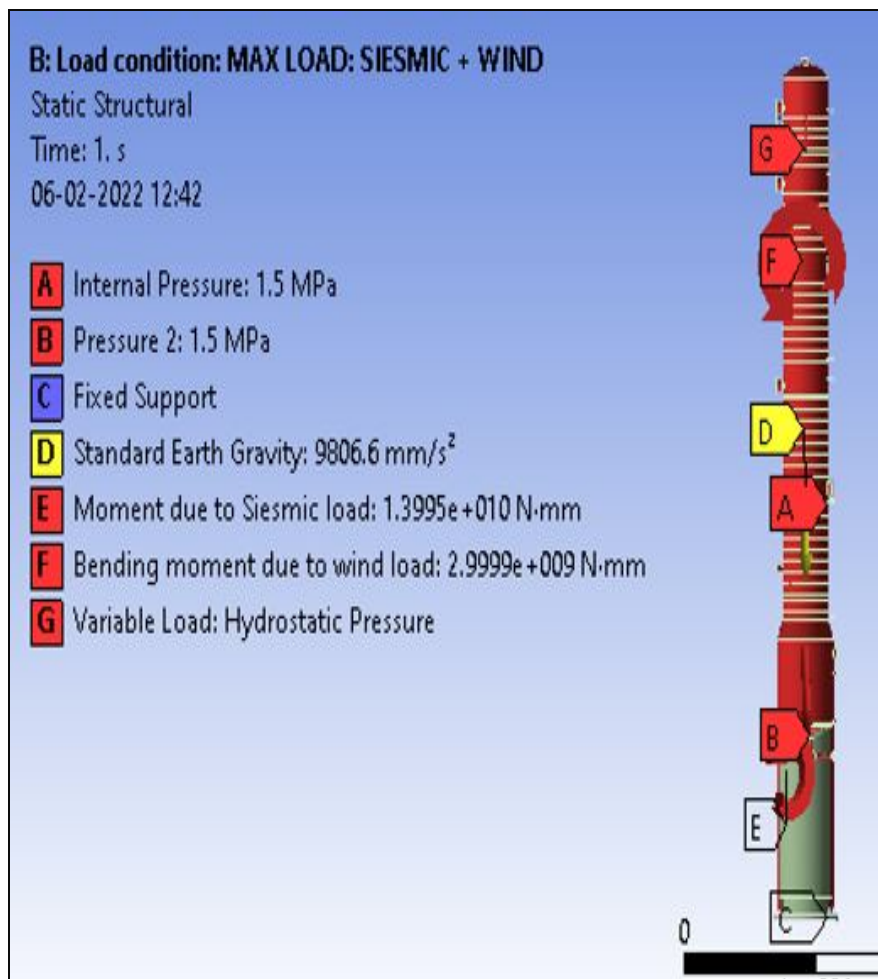 B: Load condition: MAX LOAD: SIESMIC + WIND
Static Structural
Time: 1. s
06-02-2022 12:42
A Internal Pressure: 1.5 MPa
B Pressure 2: 1.5 MPa
C Fixed Support
D Standard Earth Gravity: 9806.6 mm/s²
E Moment due to Siesmic load: 1.3995e+010 N·mm
F Bending moment due to wind load: 2.9999e+009 N·mm
G Variable Load: Hydrostatic Pressure
G
F
D
A
B
E
C
0